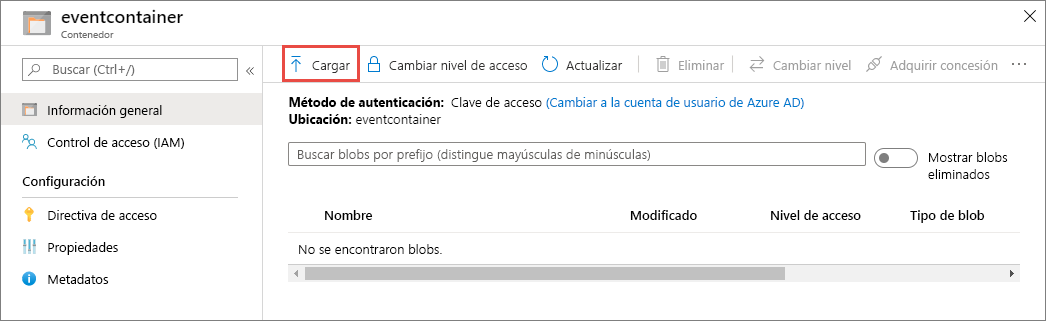 eventcontainer
Contenedor
Buscar (Ctrl+/)
Información general
Control de acceso (IAM)
Configuración
Directiva de acceso
Propiedades
Metadatos
Cargar Cambiar nivel de acceso Actualizar Eliminar Cambiar nivel Adquirir concesión
Método de autenticación: Clave de acceso (Cambiar a la cuenta de usuario de Azure AD)
Ubicación: eventcontainer
Buscar blobs por prefijo (distingue mayúsculas de minúsculas)
Mostrar blobs
eliminados
Nombre Modificado Nivel de acceso Tipo de blob
No se encontraron blobs.